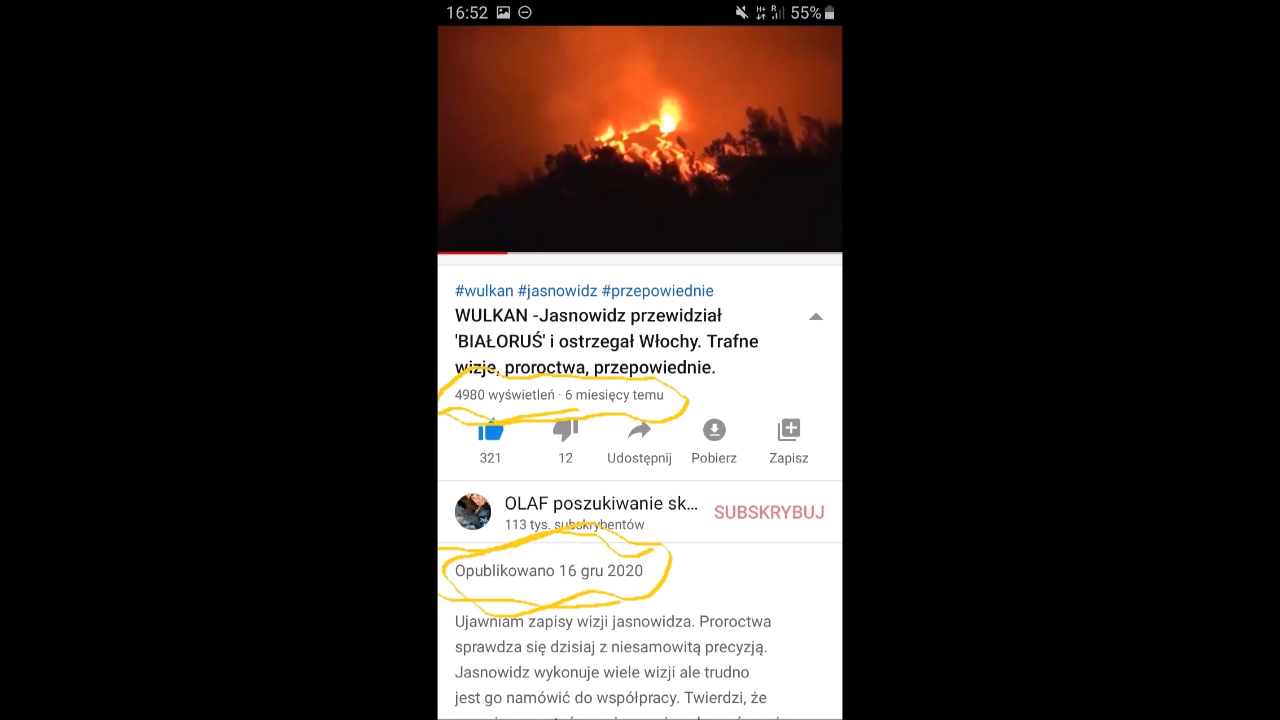 16:52 H+ R 55%
#wulkan #jasnowidz #przepowiednie
WULKAN -Jasnowidz przewidział
'BIAŁORUŚ' i ostrzegał Włochy. Trafne
wizje, proroctwa, przepowiednie.
4980 wyświetleń · 6 miesięcy temu
321 12 Udostępnij Pobierz Zapisz
OLAF poszukiwanie sk...
SUBSKRYBUJ
113 tys. subskrybentów
Opublikowano 16 gru 2020
Ujawniam zapisy wizji jasnowidza. Proroctwa
sprawdza się dzisiaj z niesamowitą precyzją.
Jasnowidz wykonuje wiele wizji ale trudno
jest go namówić do współpracy. Twierdzi, że